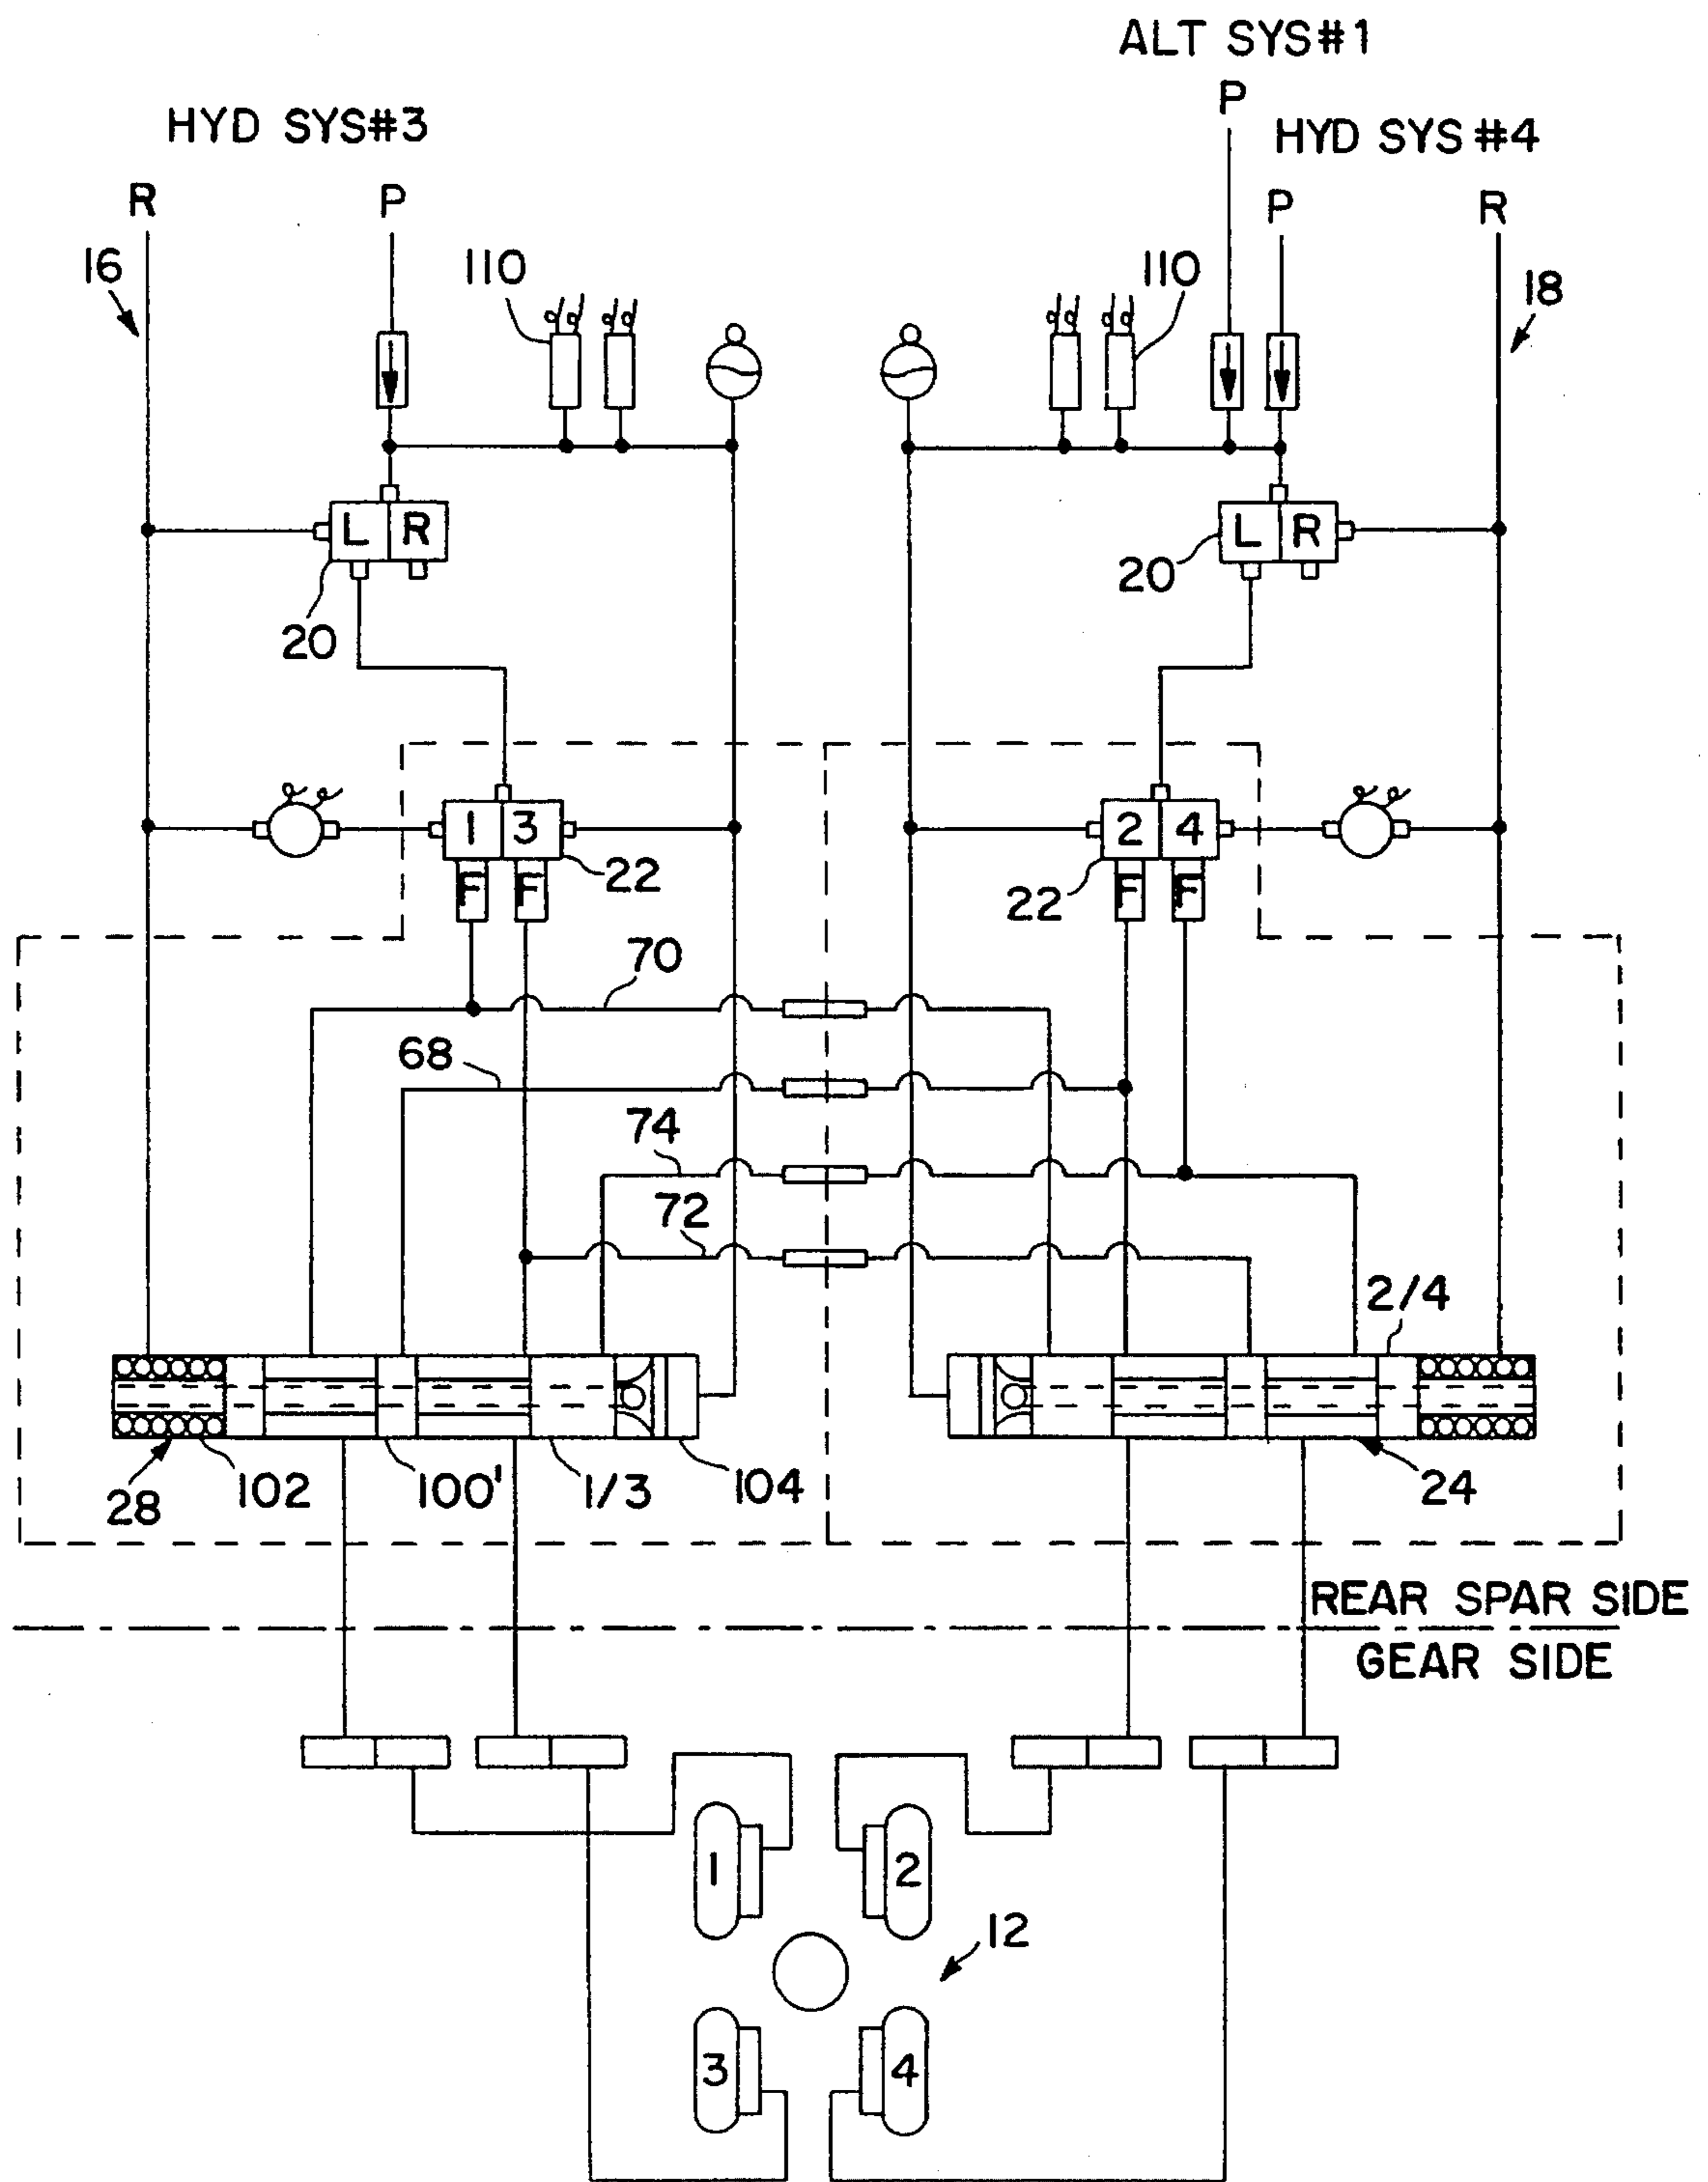 ALT SYS#1
P
HYD SYS#3
HYD SYS #4
R
P
P
R
16
110
110
18
L R
L R
20
20
1 3
2 4
22
22
F F
F F
70
68
74
72
2/4
28
102
100'
1/3
104
24
REAR SPAR SIDE
GEAR SIDE
1
2
12
3
4